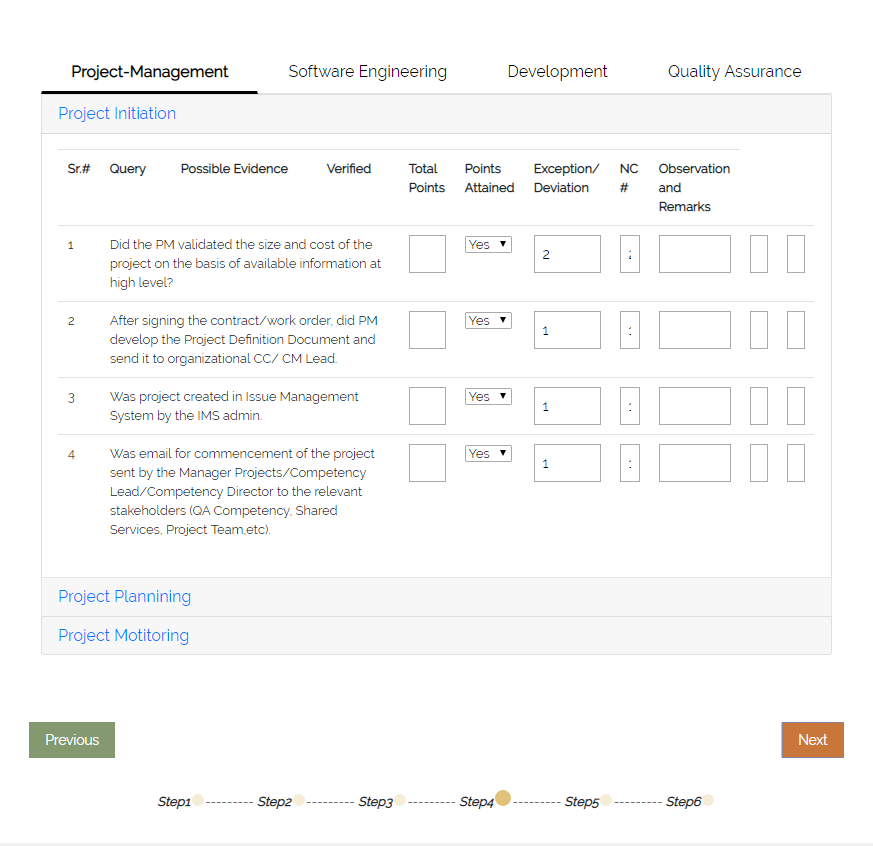 Project-Management Software Engineering Development Quality Assurance
Project Initiation
Sr.# Query Possible Evidence Verified Total Points Exception/ NC Observation
Points Attained Deviation # and
Remarks
1 Did the PM validated the size and cost of the Yes 2
project on the basis of available information at
high level?
2 After signing the contract/work order, did PM Yes 1
develop the Project Definition Document and
send it to organizational CC/ CM Lead.
3 Was project created in Issue Management Yes 1
System by the IMS admin.
4 Was email for commencement of the project Yes 1
sent by the Manager Projects/Competency
Lead/Competency Director to the relevant
stakeholders (QA Competency, Shared
Services, Project Team,etc).
Project Plannining
Project Motitoring
Previous Next
Step1 --------- Step2 --------- Step3 --------- Step4 --------- Step5 --------- Step6